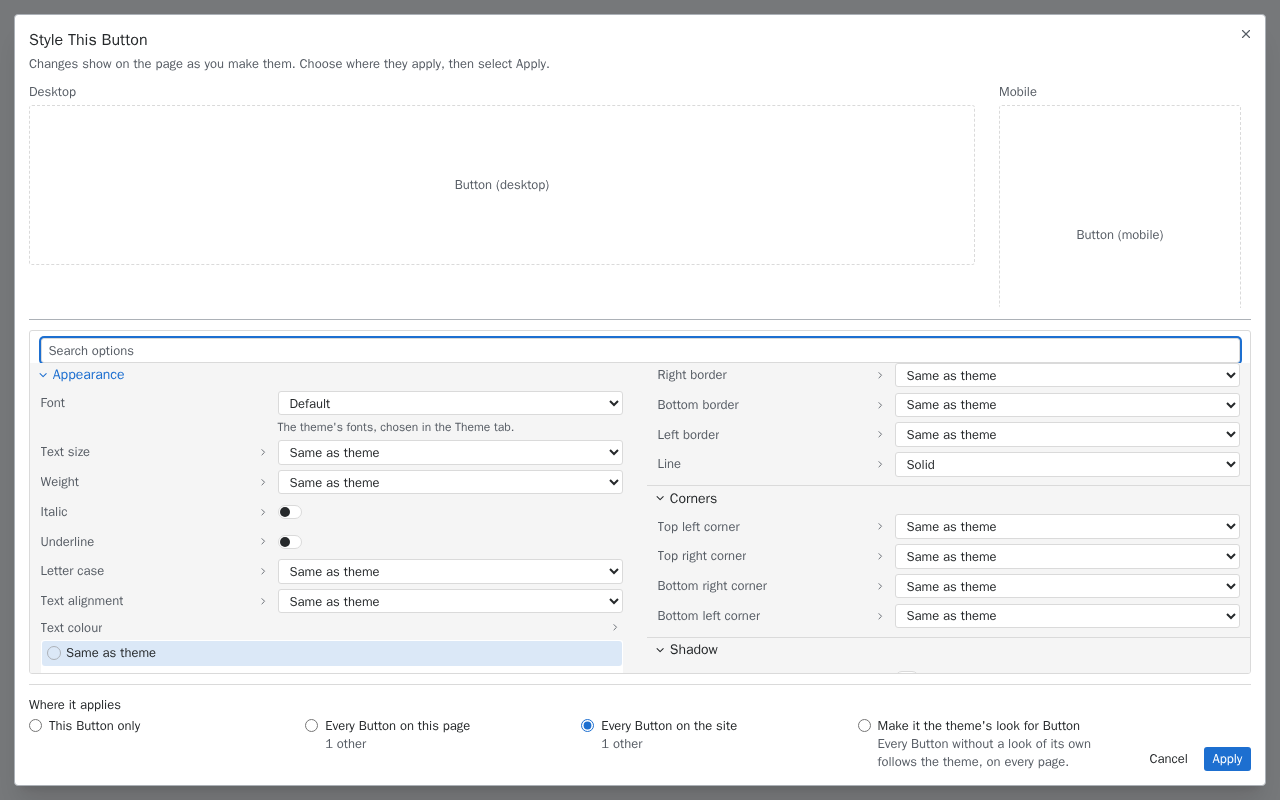 Style This Button
Changes show on the page as you make them. Choose where they apply, then select Apply.
Desktop
Mobile
Button (desktop)
Button (mobile)
Search options
Appearance
Font
Default
The theme's fonts, chosen in the Theme tab.
Text size
Same as theme
Weight
Same as theme
Italic
Underline
Letter case
Same as theme
Text alignment
Same as theme
Text colour
Same as theme
Right border
Same as theme
Bottom border
Same as theme
Left border
Same as theme
Line
Solid
Corners
Top left corner
Same as theme
Top right corner
Same as theme
Bottom right corner
Same as theme
Bottom left corner
Same as theme
Shadow
Where it applies
This Button only
Every Button on this page
1 other
Every Button on the site
1 other
Make it the theme's look for Button
Every Button without a look of its own
follows the theme, on every page.
Cancel
Apply